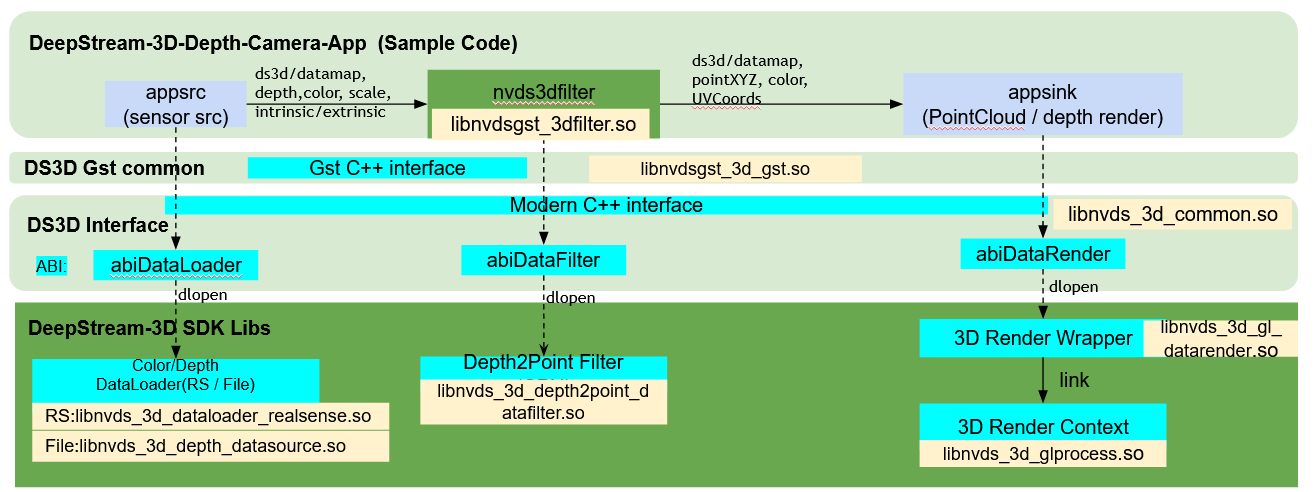 DeepStream-3D-Depth-Camera-App (Sample Code)
appsrc
(sensor src)
ds3d/datamap,
depth,color, scale,
intrinsic/extrinsic
nvds3dfilter
libnvdsgst_3dfilter.so
ds3d/datamap,
pointXYZ, color,
UVCoords
appsink
(PointCloud / depth render)
DS3D Gst common
Gst C++ interface
libnvdsgst_3d_gst.so
Modern C++ interface
libnvds_3d_common.so
DS3D Interface
ABI:
abiDataLoader
abiDataFilter
abiDataRender
dlopen
dlopen
dlopen
DeepStream-3D SDK Libs
Color/Depth
DataLoader(RS / File)
RS:libnvds_3d_dataloader_realsense.so
File:libnvds_3d_depth_datasource.so
Depth2Point Filter
libnvds_3d_depth2point_d
atafilter.so
3D Render Wrapper
libnvds_3d_gl_
datarender.so
link
3D Render Context
libnvds_3d_glprocess.so